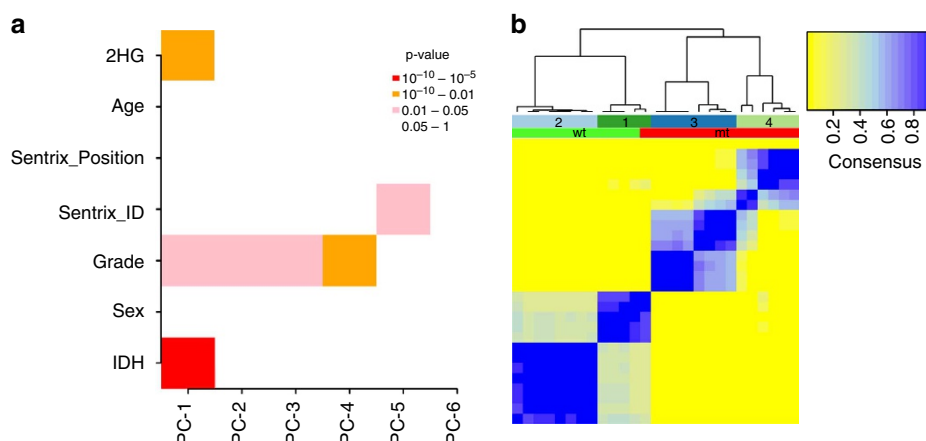 a
2HG
Age
Sentrix_Position
Sentrix_ID
Grade
Sex
IDH
PC-1
PC-2
PC-3
PC-4
PC-5
PC-6
p-value
10⁻¹⁰ – 10⁻⁵
10⁻¹⁰ – 0.01
0.01 – 0.05
0.05 – 1
b
2 1 3 4
wt mt
0.2 0.4 0.6 0.8
Consensus